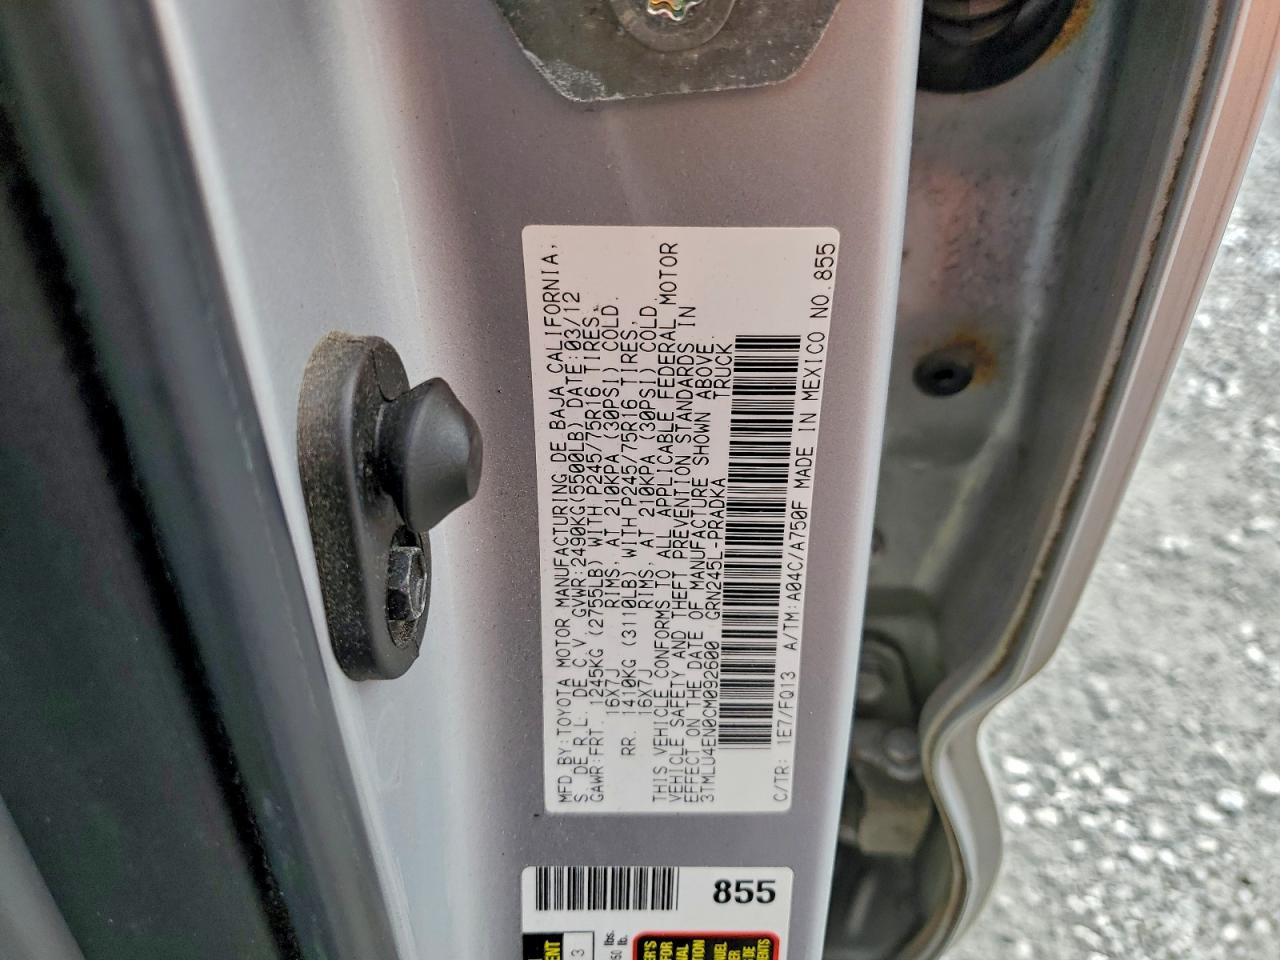 MFD BY:TOYOTA MOTOR MANUFACTURING DE BAJA CALIFORNIA,
S. DE R.L. DE C.V. GVWR:2490KG(5500LB) DATE:03/12
GAWR:FRT. 1245KG (2755LB) WITH P245/75R16 TIRES,
16X7J RIMS, AT 210KPA (30PSI) COLD.
RR. 1410KG (3110LB) WITH P245/75R16 TIRES,
16X7J RIMS, AT 210KPA (30PSI) COLD.
THIS VEHICLE CONFORMS TO ALL APPLICABLE FEDERAL MOTOR
VEHICLE SAFETY AND THEFT PREVENTION STANDARDS IN
EFFECT ON THE DATE OF MANUFACTURE SHOWN ABOVE.
3TMLU4EN0CM092600 GRN245L-PRADKA TRUCK
C/TR: 1E7/FQ13 A/TM:A04C/A750F MADE IN MEXICO NO.855
855
3
lbs.
lb.